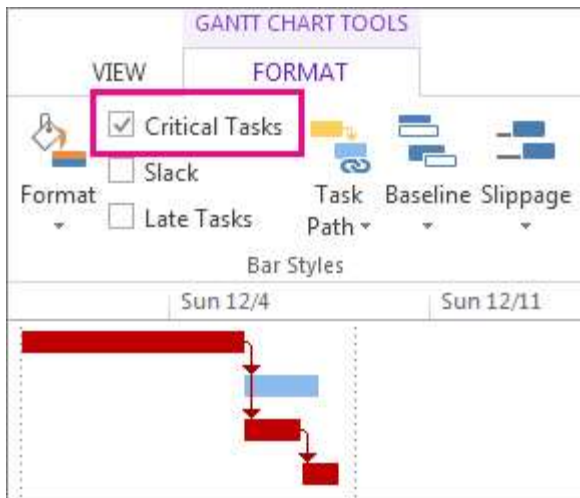 GANTT CHART TOOLS
VIEW FORMAT
Critical Tasks
Slack
Late Tasks
Format
Task Path
Baseline
Slippage
Bar Styles
Sun 12/4 Sun 12/11